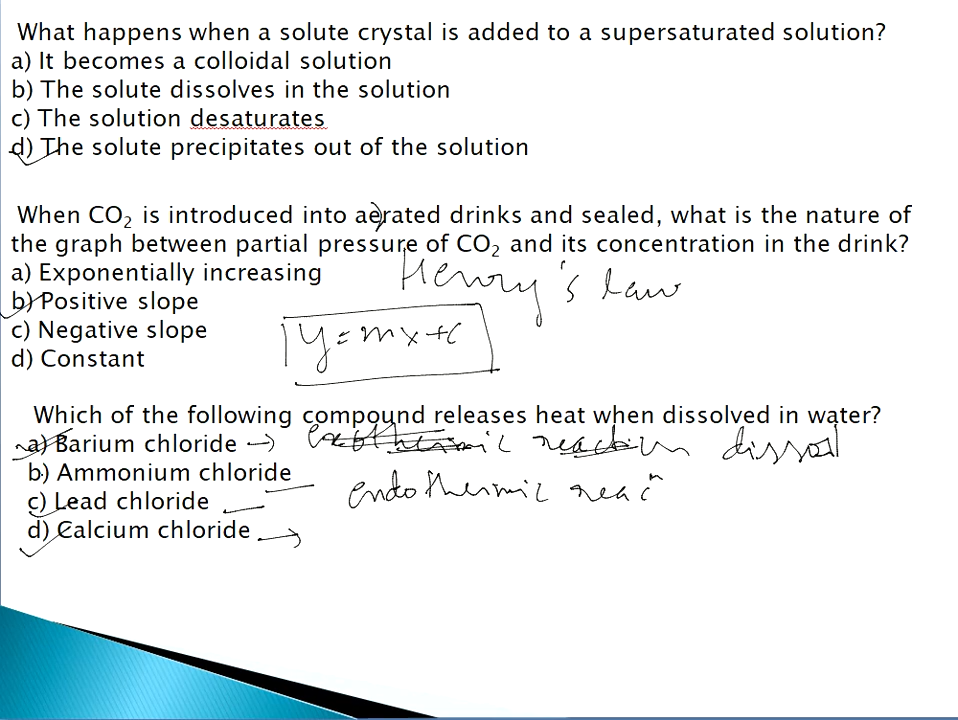 What happens when a solute crystal is added to a supersaturated solution?
a) It becomes a colloidal solution
b) The solute dissolves in the solution
c) The solution desaturates
d) The solute precipitates out of the solution
When CO₂ is introduced into aerated drinks and sealed, what is the nature of
the graph between partial pressure of CO₂ and its concentration in the drink?
a) Exponentially increasing
Henry's law
b) Positive slope
c) Negative slope
y=mx+c
d) Constant
Which of the following compound releases heat when dissolved in water?
a) Barium chloride → exothermic reaction
b) Ammonium chloride
endothermic reac
c) Lead chloride
d) Calcium chloride →